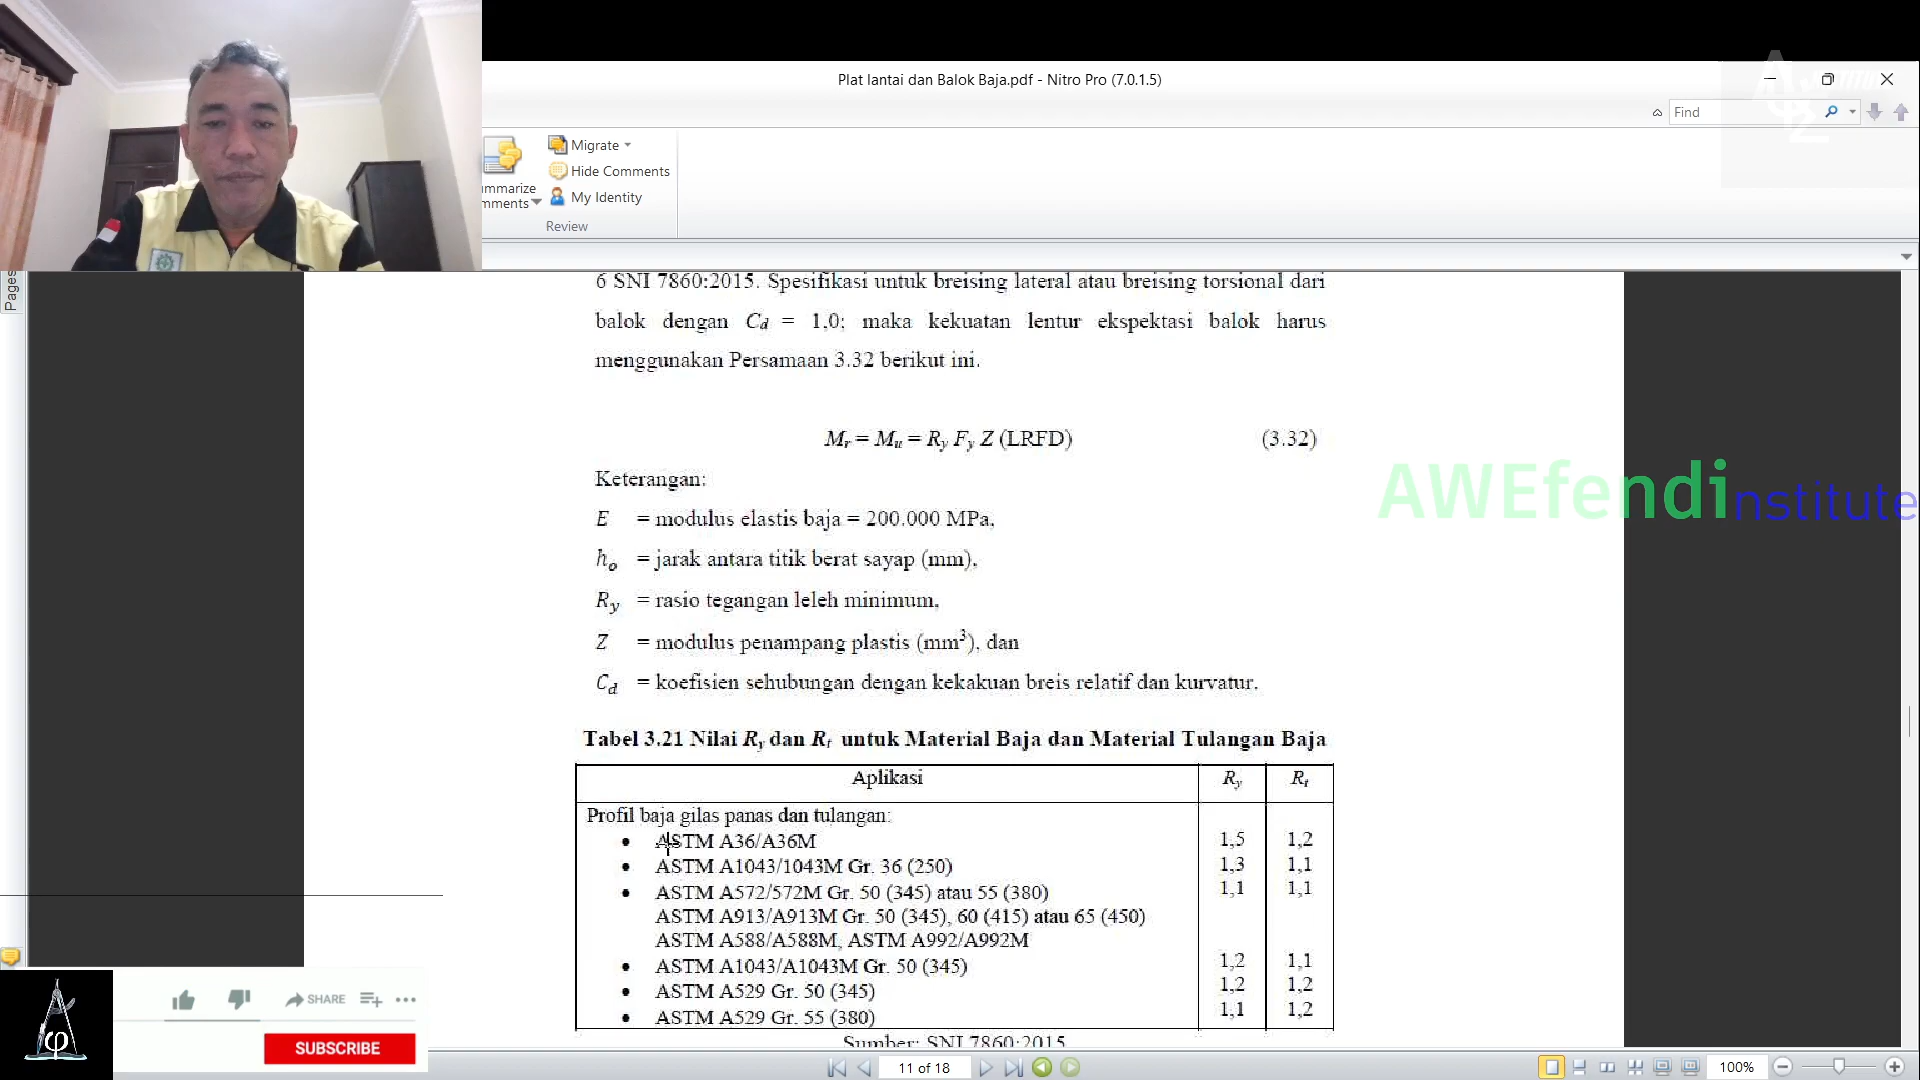 Plat lantai dan Balok Baja.pdf - Nitro Pro (7.0.1.5)
Find
Migrate
Hide Comments
My Identity
Review
Pages
6 SNI 7860:2015. Spesifikasi untuk breising lateral atau breising torsional dari
balok dengan Cd = 1,0; maka kekuatan lentur ekspektasi balok harus
menggunakan Persamaan 3.32 berikut ini.
Mr = Mu = Ry Fy Z (LRFD) (3.32)
Keterangan:
E = modulus elastis baja = 200.000 MPa,
ho = jarak antara titik berat sayap (mm),
Ry = rasio tegangan leleh minimum,
Z = modulus penampang plastis (mm³), dan
Cd = koefisien sehubungan dengan kekakuan breis relatif dan kurvatur.
AWEfendinstitute
Tabel 3.21 Nilai Ry dan Rt untuk Material Baja dan Material Tulangan Baja
Aplikasi Ry Rt
Profil baja gilas panas dan tulangan:
• ASTM A36/A36M 1,5 1,2
• ASTM A1043/1043M Gr. 36 (250) 1,3 1,1
• ASTM A572/572M Gr. 50 (345) atau 55 (380) 1,1 1,1
ASTM A913/A913M Gr. 50 (345), 60 (415) atau 65 (450)
ASTM A588/A588M, ASTM A992/A992M
• ASTM A1043/A1043M Gr. 50 (345) 1,2 1,1
• ASTM A529 Gr. 50 (345) 1,2 1,2
• ASTM A529 Gr. 55 (380) 1,1 1,2
Sumber: SNI 7860:2015
SHARE
SUBSCRIBE
11 of 18
100%